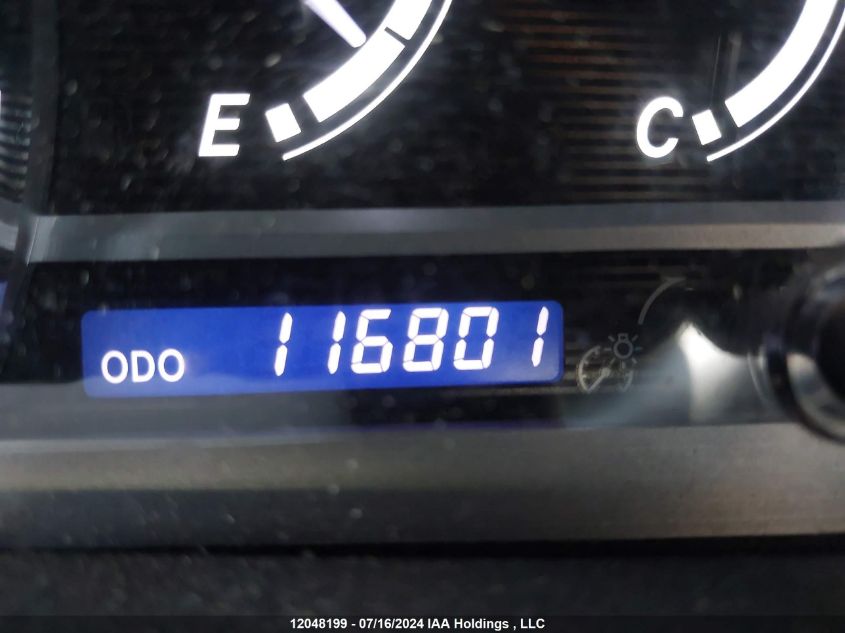 E
C
ODO 116801
12048199 - 07/16/2024 IAA Holdings , LLC